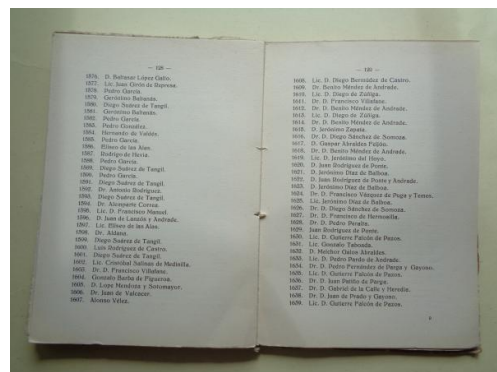 — 128 —
1576. D. Baltasar López Gallo.
1577. Lic. Juan Girón de
1578. Pedro García.
1579. Gerónimo Bañuelos.
1580. Diego Suárez de Tangil.
1581. Gerónimo
1582. Pedro García.
1583. Pedro González.
1584. Hernando de Valdés.
1585. Pedro García.
1586. Elíseo de las Alas.
1587. Rodrigo de Hevia.
1588. Pedro García.
1589. Diego Suárez de Tangil.
1590. Pedro García.
1591. Diego Suárez de Tangil.
1592. Dr. Antonio Rodríguez.
1593. Diego Suárez de Tangil.
1594. Dr. Alonsoarte Correa.
1595. Lic. D. Francisco Manuel.
1596. D. Juan de Lanzós y Andrade.
1597. Lic. Elíseo de las Alas.
1598. Dr. Aldana.
1599. Diego Suárez de Tangil.
1600. Luis Rodríguez de Castro.
1601. Diego Suárez de Tangil.
1602. Lic. Cristóbal Salinas de Medinilla.
1603. Dr. D. Francisco Villafañe.
1604. Gonzalo Barba de Figueroa.
1605. D. Lope Mendoza y Sotomayor.
1606. Dr. Juan de Valcacer.
1607. Alonso Vélez.
— 129 —
1608. Lic. D. Diego Bermúdez de Castro.
1609. Dr. Benito Méndez de Andrade.
1610. Lic. D. Diego de Zúñiga.
1611. Dr. D. Francisco Villafañe.
1612. Dr. D. Benito Méndez de Andrade.
1613. Lic. D. Diego de Zúñiga.
1614. Dr. D. Benito Méndez de Andrade.
1615. D. Jerónimo Zapata.
1616. Dr. D. Diego Sánchez de Somoza.
1617. D. Gaspar Abraldes Feijóo.
1618. Dr. D. Benito Méndez de Andrade.
1619. Lic. D. Jerónimo del Hoyo.
1620. D. Juan Rodríguez de Ponte.
1621. D. Jerónimo Díaz de Balboa.
1622. D. Juan Rodríguez de Ponte y Andrade.
1623. D. Jerónimo Díaz de Balboa.
1624. Dr. D. Francisco Vázquez de Puga y Temes.
1625. Lic. Jerónimo Díaz de Balboa.
1626. Dr. D. Diego Sánchez de Somoza.
1627. Dr. D. Francisco de Hermosilla.
1628. Dr. D. Pedro Peralta.
1629. Juan Rodríguez de Ponte.
1630. Lic. D. Gutierre Falcón de Pazos.
1631. Lic. Gonzalo Taboada.
1632. D. Melchor Galos Abraldes.
1633. Lic. D. Pedro Pardo de Andrade.
1634. Dr. D. Pedro Fernández de Parga y Gayoso.
1635. Lic. D. Gutierre Falcón de Pazos.
1636. Dr. D. Juan Patiño de Parga.
1637. Dr. D. Gabriel de la Calle y Heredia.
1638. Dr. D. Juan de Prado y Gayoso.
1639. Lic. D. Gutierre Falcón de Pazos.